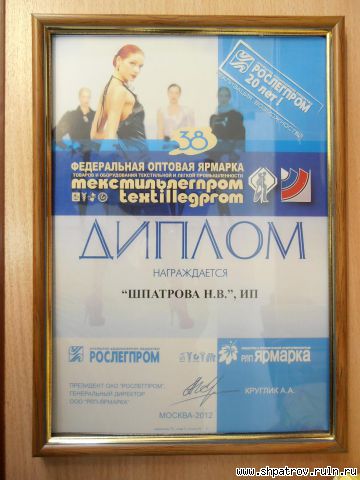 РОСЛЕГПРОМ
20 лет!
38
ФЕДЕРАЛЬНАЯ ОПТОВАЯ ЯРМАРКА
ТОВАРОВ И ОБОРУДОВАНИЯ ТЕКСТИЛЬНОЙ И ЛЕГКОЙ ПРОМЫШЛЕННОСТИ
текстильлегпром
textillegprom
ДИПЛОМ
НАГРАЖДАЕТСЯ
“ШПАТРОВА Н.В.”, ИП
РОСЛЕГПРОМ
РЛП ЯРМАРКА
ПРЕЗИДЕНТ ОАО "РОСЛЕГПРОМ",
ГЕНЕРАЛЬНЫЙ ДИРЕКТОР
ООО "РЛП-ЯРМАРКА"
КРУГЛИК А.А.
МОСКВА-2012
www.shpatrov.ruln.ru